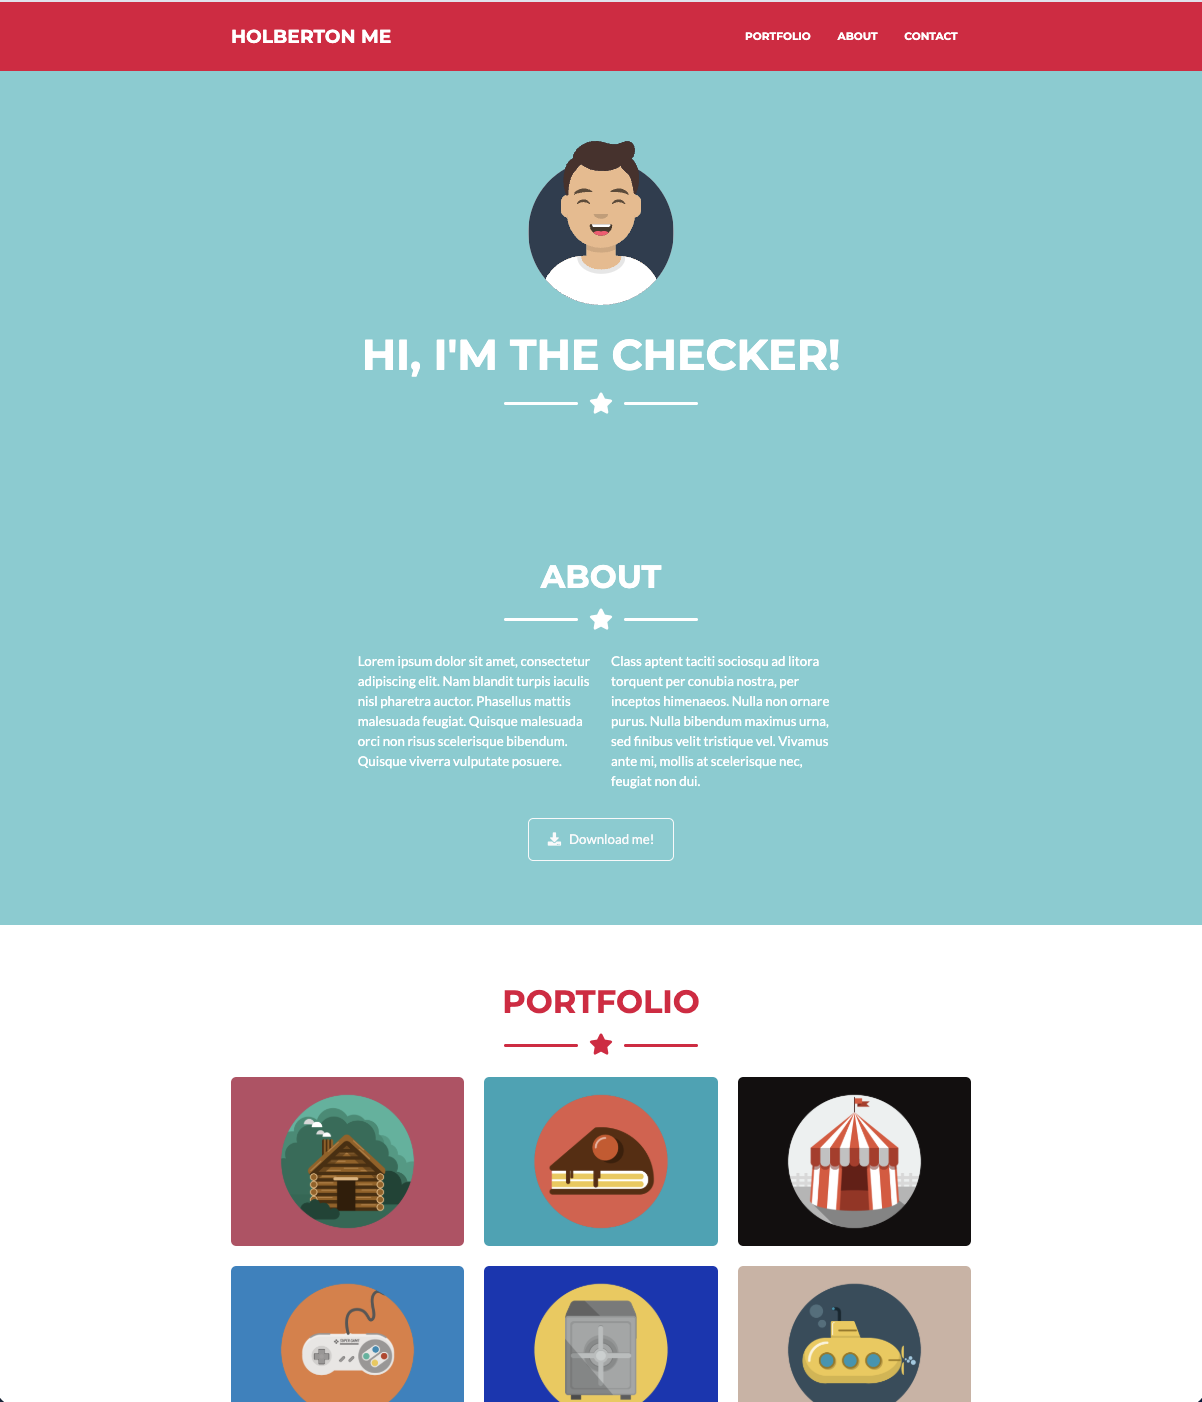 HOLBERTON ME
PORTFOLIO ABOUT CONTACT
HI, I'M THE CHECKER!
ABOUT
Lorem ipsum dolor sit amet, consectetur
adipiscing elit. Nam blandit turpis iaculis
nisl pharetra auctor. Phasellus mattis
malesuada feugiat. Quisque malesuada
orci non risus scelerisque bibendum.
Quisque viverra vulputate posuere.
Class aptent taciti sociosqu ad litora
torquent per conubia nostra, per
inceptos himenaeos. Nulla non ornare
purus. Nulla bibendum maximus urna,
sed finibus velit tristique vel. Vivamus
ante mi, mollis at scelerisque nec,
feugiat non dui.
Download me!
PORTFOLIO